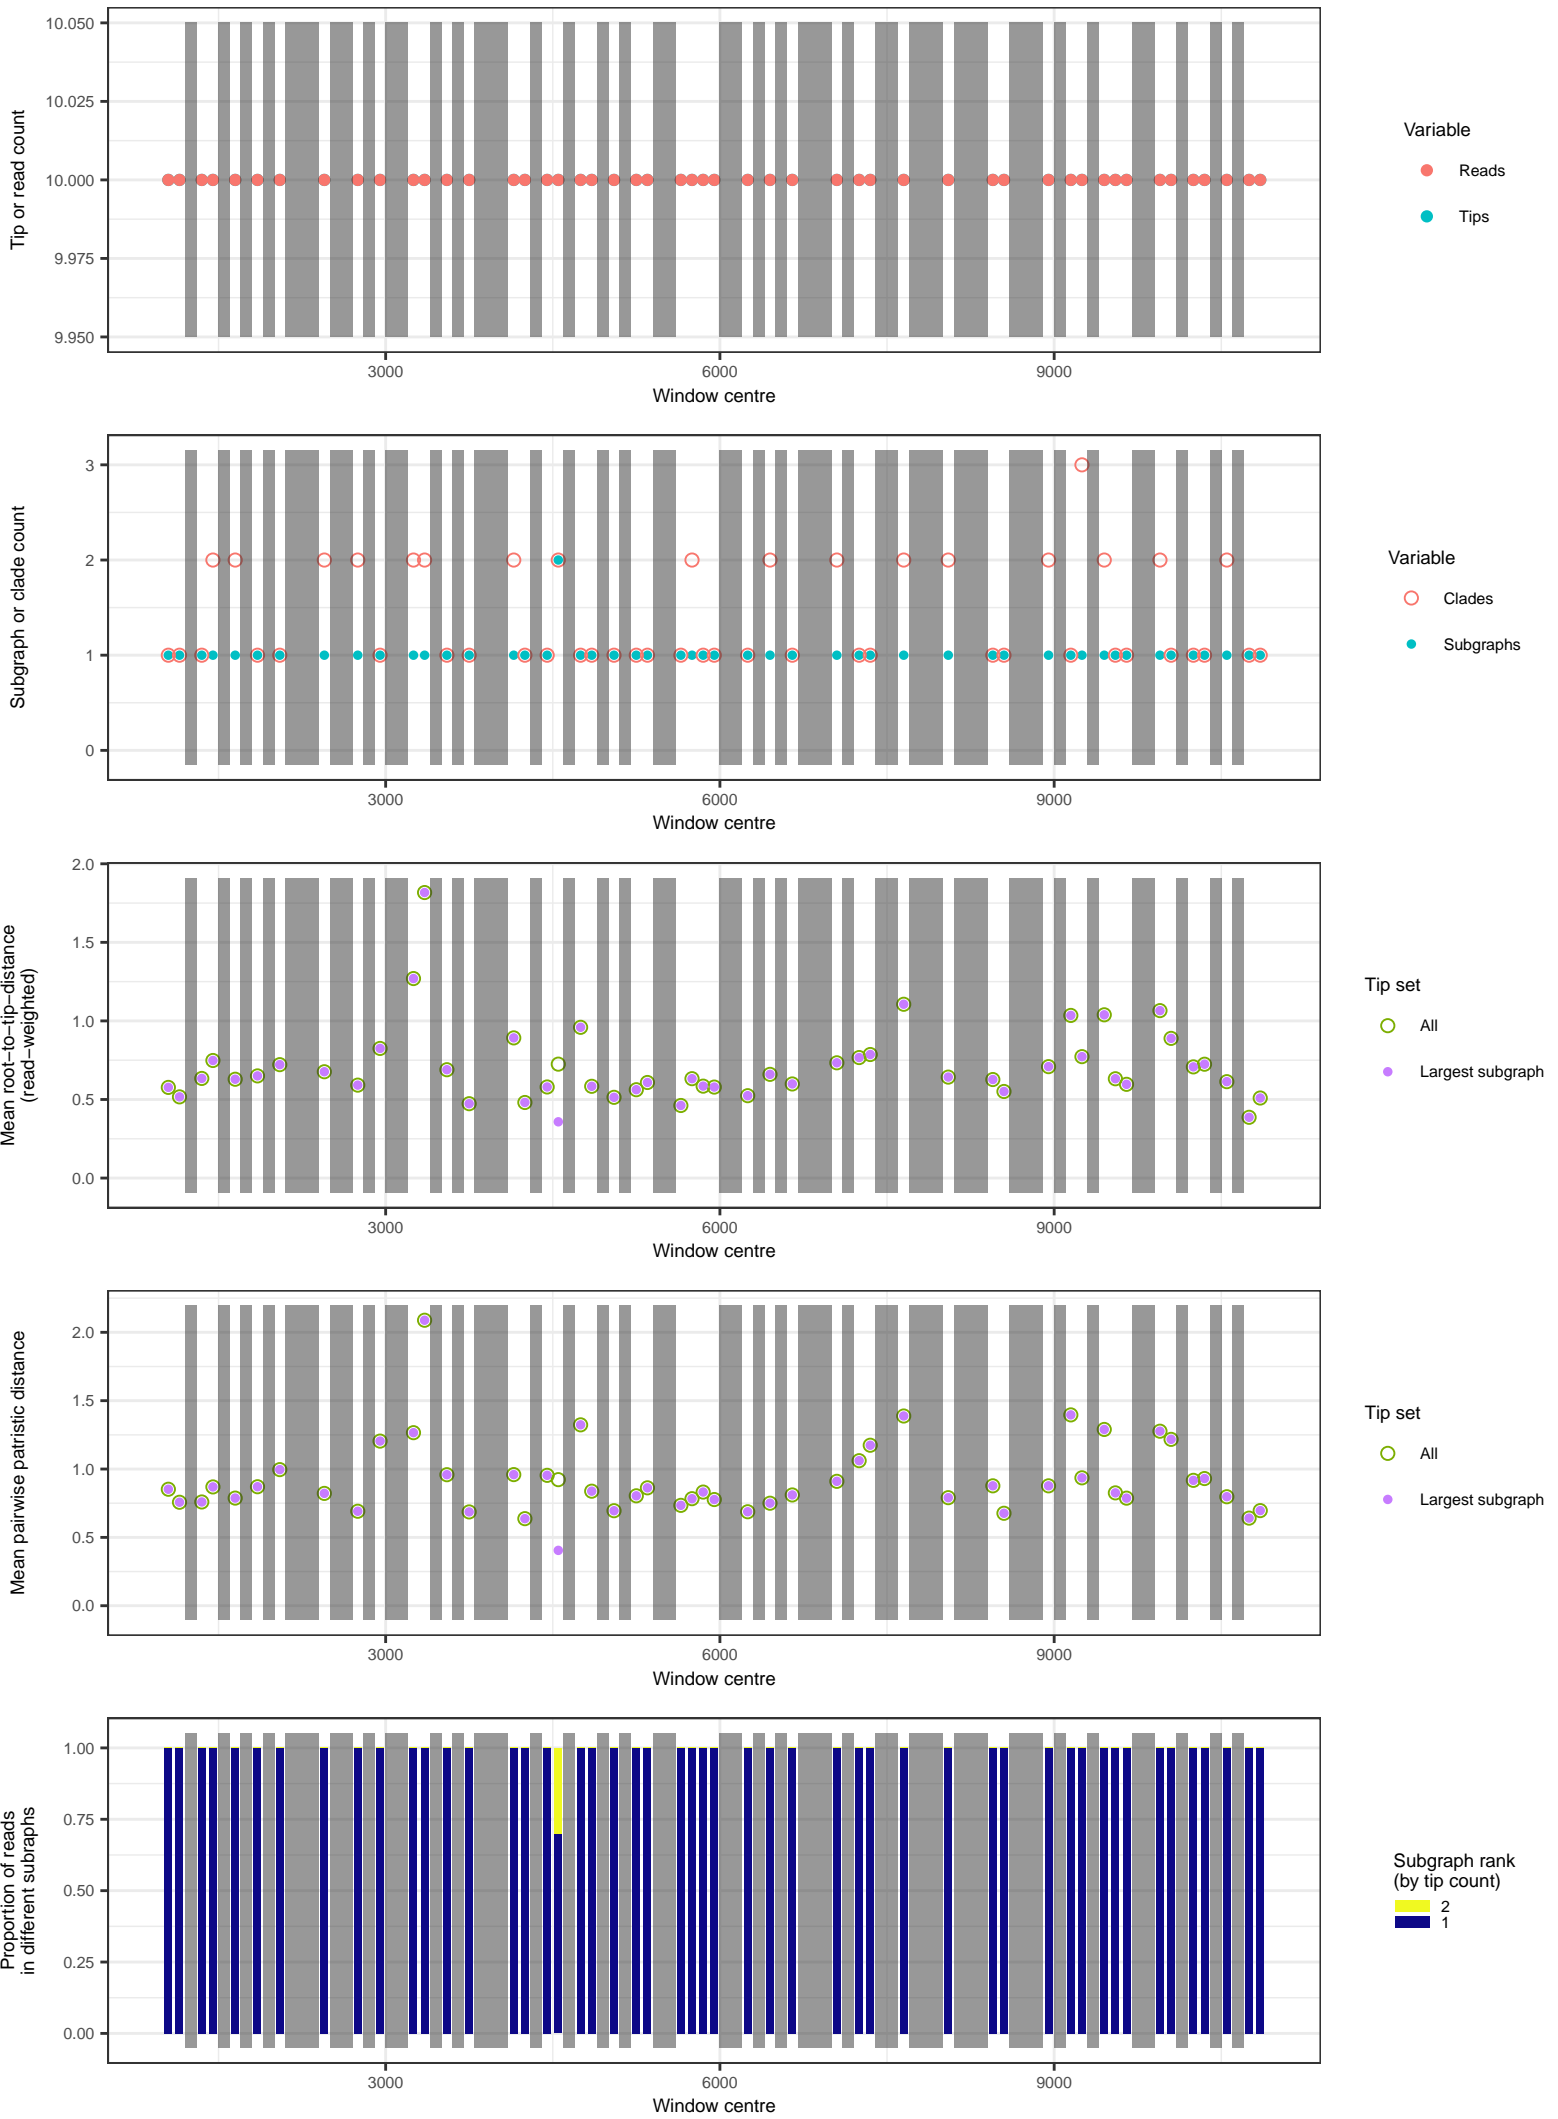 10.050
10.025
10.000
9.975
9.950
Tip or read count
3000
6000
9000
Window centre
Variable
Reads
Tips
3
2
1
0
Subgraph or clade count
3000
6000
9000
Window centre
Variable
Clades
Subgraphs
2.0
1.5
1.0
0.5
0.0
Mean root−to−tip−distance
(read−weighted)
3000
6000
9000
Window centre
Tip set
All
Largest subgraph
2.0
1.5
1.0
0.5
0.0
Mean pairwise patristic distance
3000
6000
9000
Window centre
Tip set
All
Largest subgraph
1.00
0.75
0.50
0.25
0.00
Proportion of reads
in different subraphs
3000
6000
9000
Window centre
Subgraph rank
(by tip count)
2
1